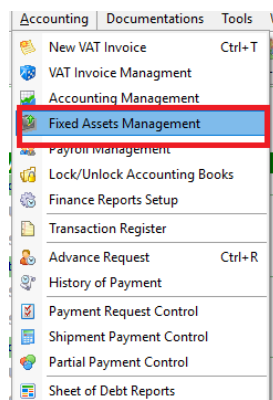 Accounting Documentations Tools
New VAT Invoice Ctrl+T
VAT Invoice Managment
Accounting Management
Fixed Assets Management
Payroll Management
Lock/Unlock Accounting Books
Finance Reports Setup
Transaction Register
Advance Request Ctrl+R
History of Payment
Payment Request Control
Shipment Payment Control
Partial Payment Control
Sheet of Debt Reports